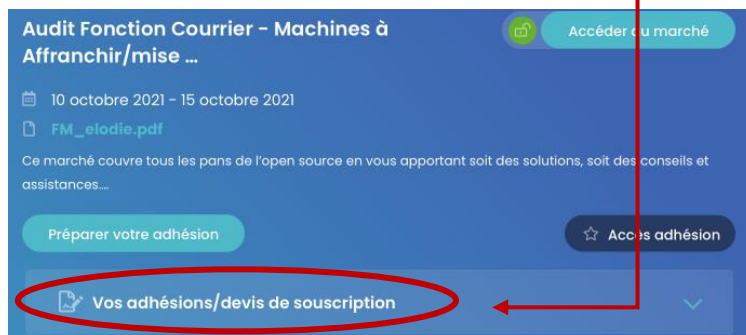 Audit Fonction Courrier - Machines à
Affranchir/mise ...
Accéder au marché
10 octobre 2021 - 15 octobre 2021
FM_elodie.pdf
Ce marché couvre tous les pans de l'open source en vous apportant soit des solutions, soit des conseils et
assistances....
Préparer votre adhésion
Accès adhésion
Vos adhésions/devis de souscription